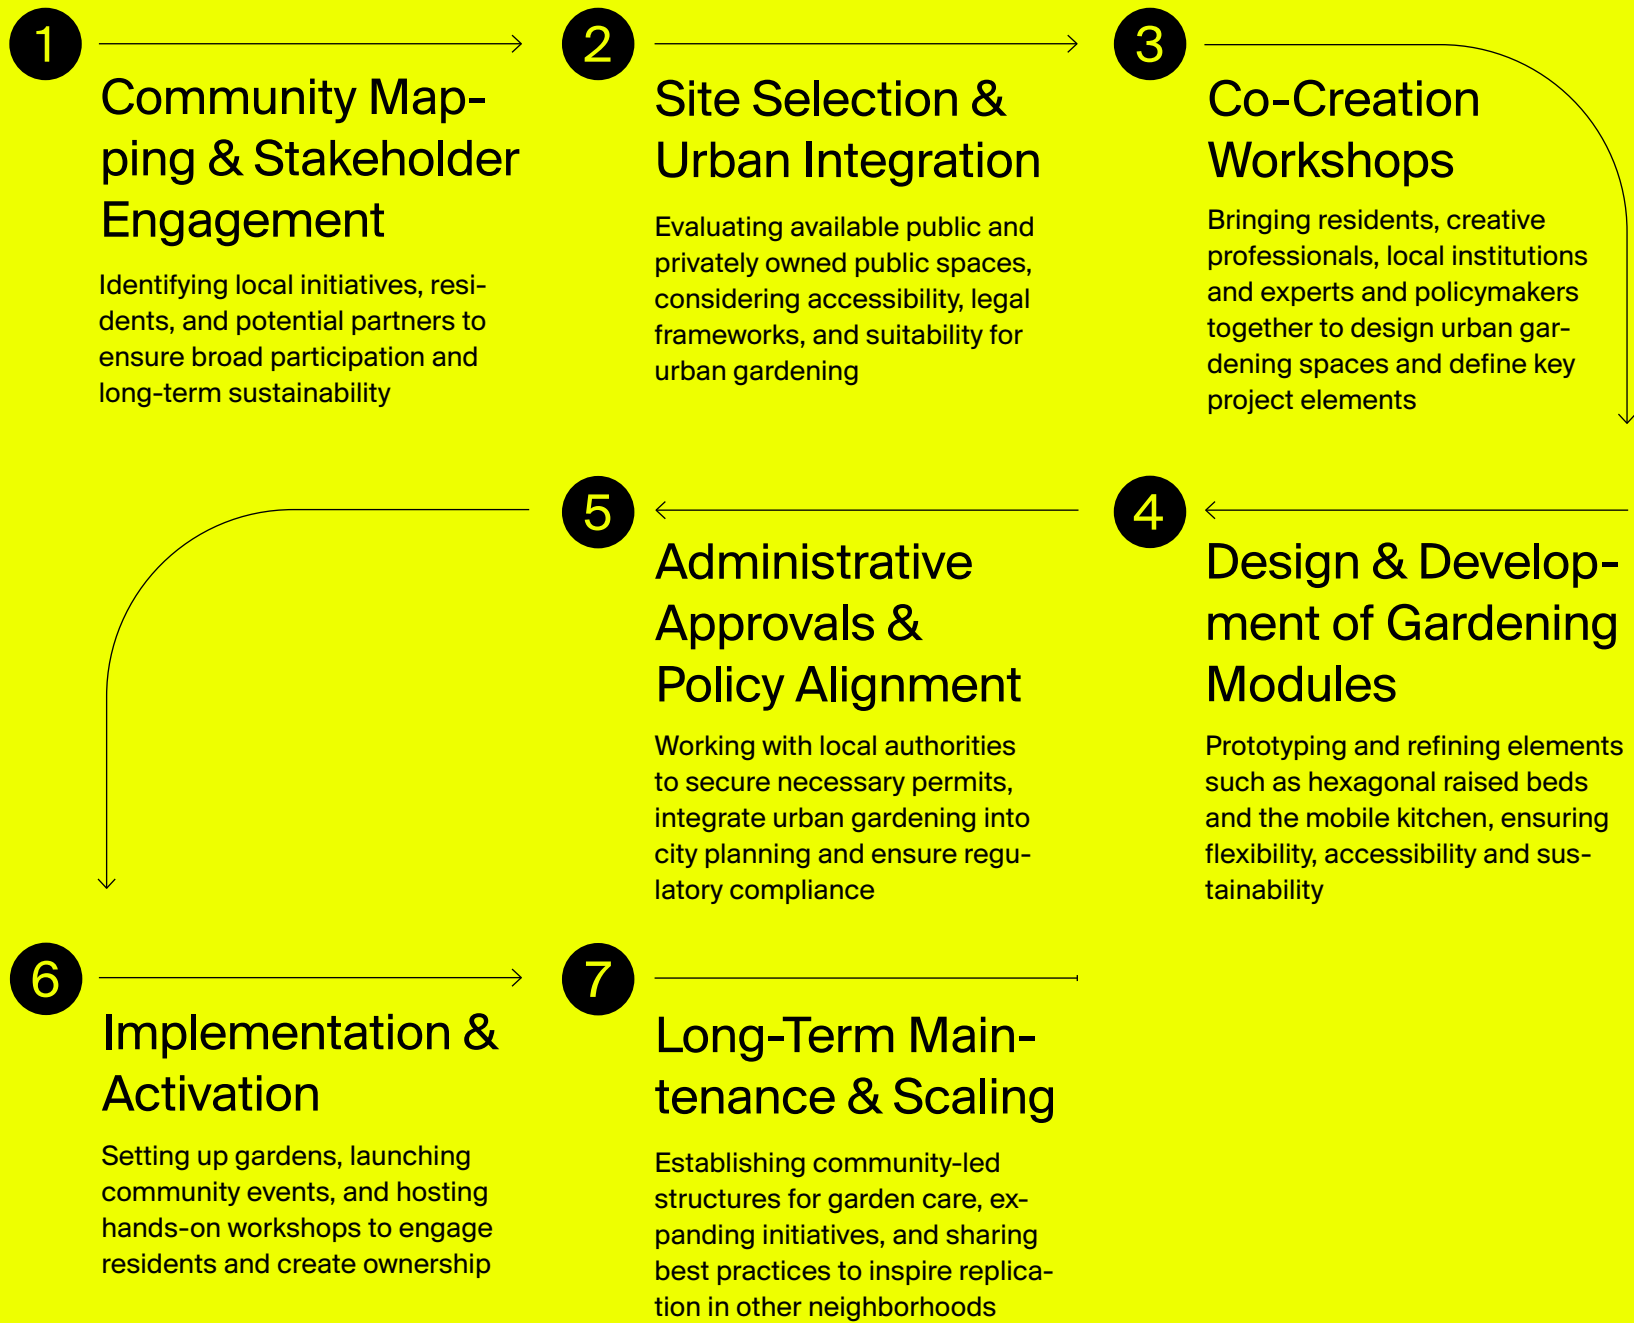 1
Community Map-
ping & Stakeholder
Engagement
Identifying local initiatives, resi-
dents, and potential partners to
ensure broad participation and
long-term sustainability
2
Site Selection &
Urban Integration
Evaluating available public and
privately owned public spaces,
considering accessibility, legal
frameworks, and suitability for
urban gardening
3
Co-Creation
Workshops
Bringing residents, creative
professionals, local institutions
and experts and policymakers
together to design urban gar-
dening spaces and define key
project elements
4
Design & Develop-
ment of Gardening
Modules
Prototyping and refining elements
such as hexagonal raised beds
and the mobile kitchen, ensuring
flexibility, accessibility and sus-
tainability
5
Administrative
Approvals &
Policy Alignment
Working with local authorities
to secure necessary permits,
integrate urban gardening into
city planning and ensure regu-
latory compliance
6
Implementation &
Activation
Setting up gardens, launching
community events, and hosting
hands-on workshops to engage
residents and create ownership
7
Long-Term Main-
tenance & Scaling
Establishing community-led
structures for garden care, ex-
panding initiatives, and sharing
best practices to inspire replica-
tion in other neighborhoods